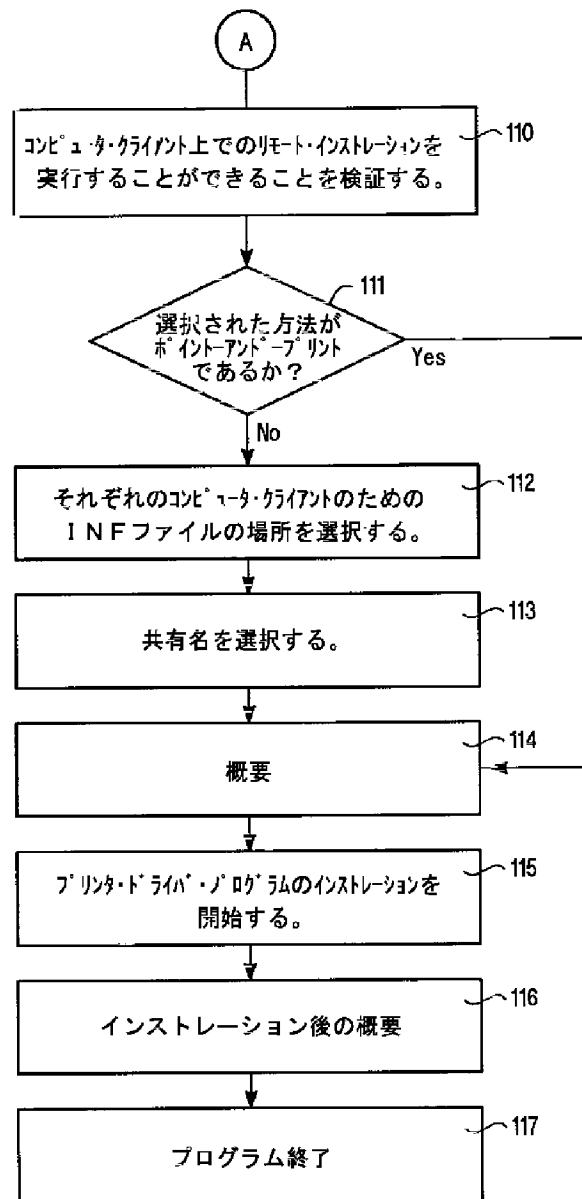 A
コンピュータ・クライアント上でのリモート・インストレーションを
実行することができることを検証する。
110
選択された方法が
ポイント－アンド－プリント
であるか？
111
Yes
No
それぞれのコンピュータ・クライアントのための
ＩＮＦファイルの場所を選択する。
112
共有名を選択する。
113
概要
114
プリンタ・ドライバ・プログラムのインストレーションを
開始する。
115
インストレーション後の概要
116
プログラム終了
117